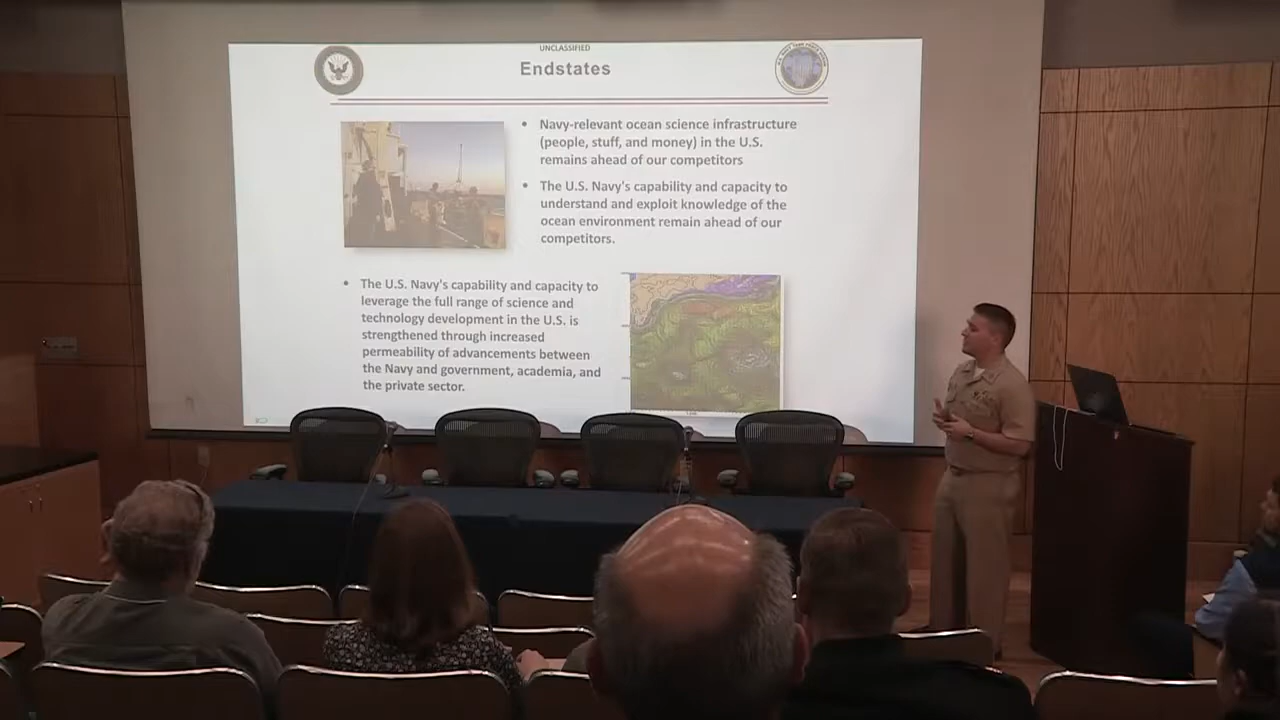 UNCLASSIFIED
Endstates
• Navy-relevant ocean science infrastructure
(people, stuff, and money) in the U.S.
remains ahead of our competitors
• The U.S. Navy's capability and capacity to
understand and exploit knowledge of the
ocean environment remain ahead of our
competitors.
• The U.S. Navy's capability and capacity to
leverage the full range of science and
technology development in the U.S. is
strengthened through increased
permeability of advancements between
the Navy and government, academia, and
the private sector.